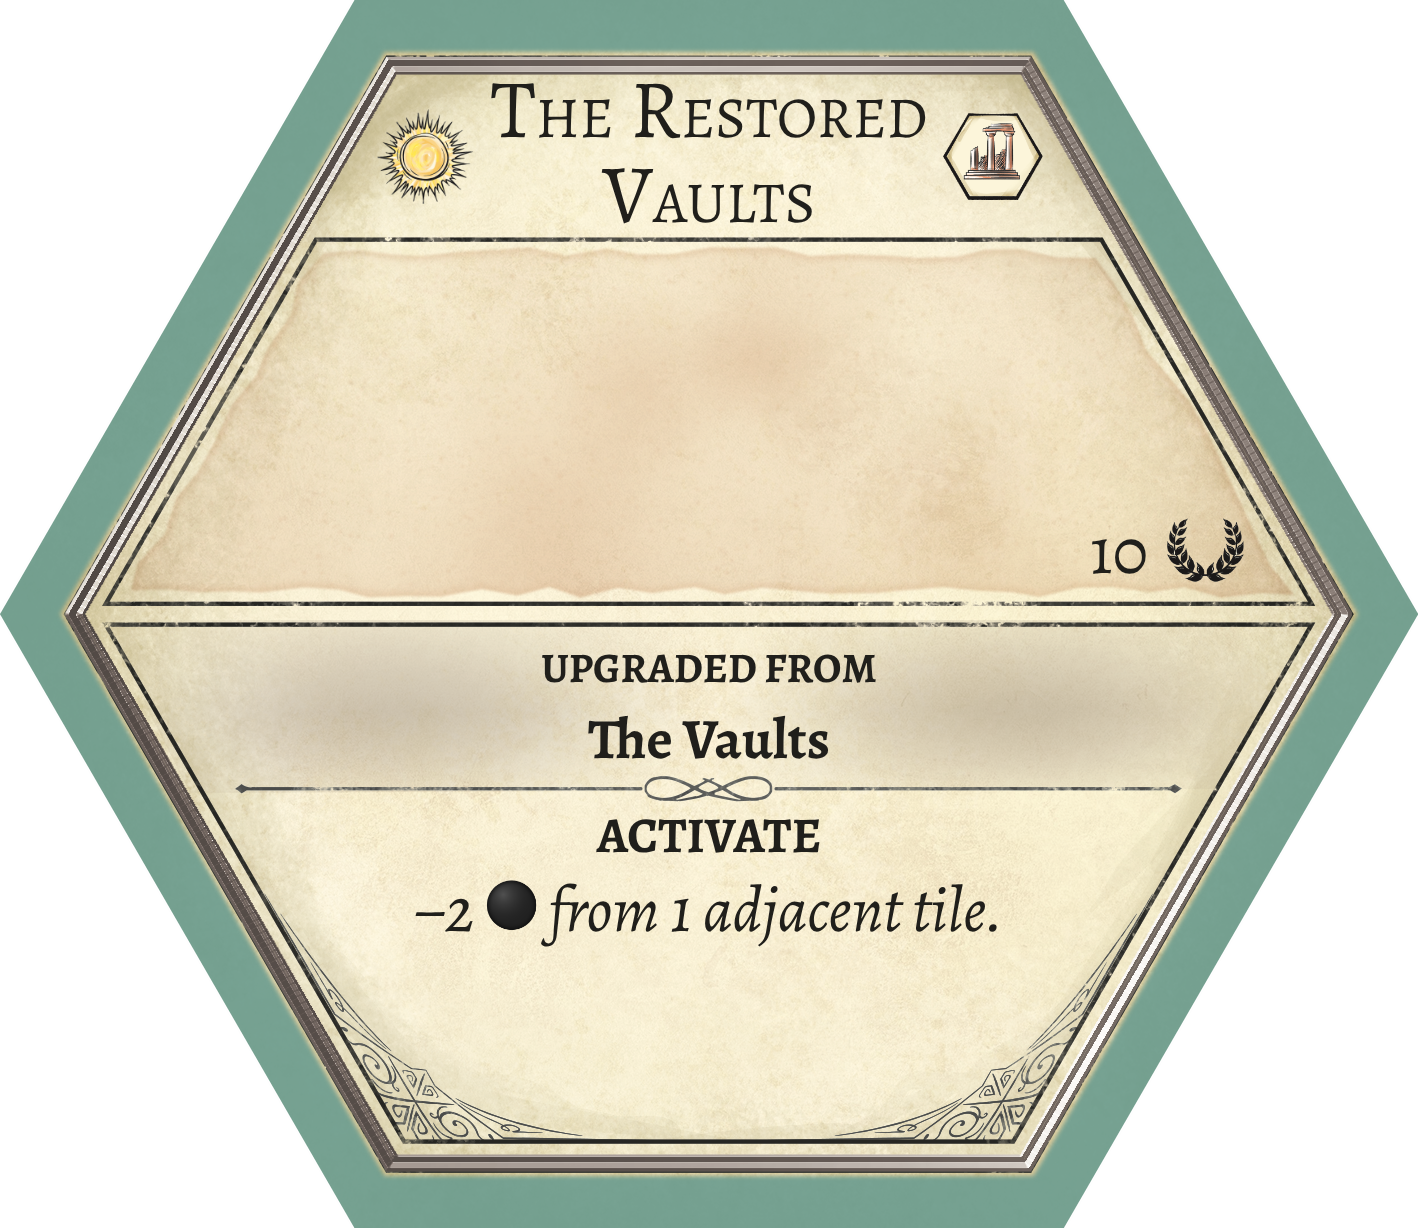 The Restored
Vaults
10
UPGRADED FROM
The Vaults
ACTIVATE
–2 from 1 adjacent tile.